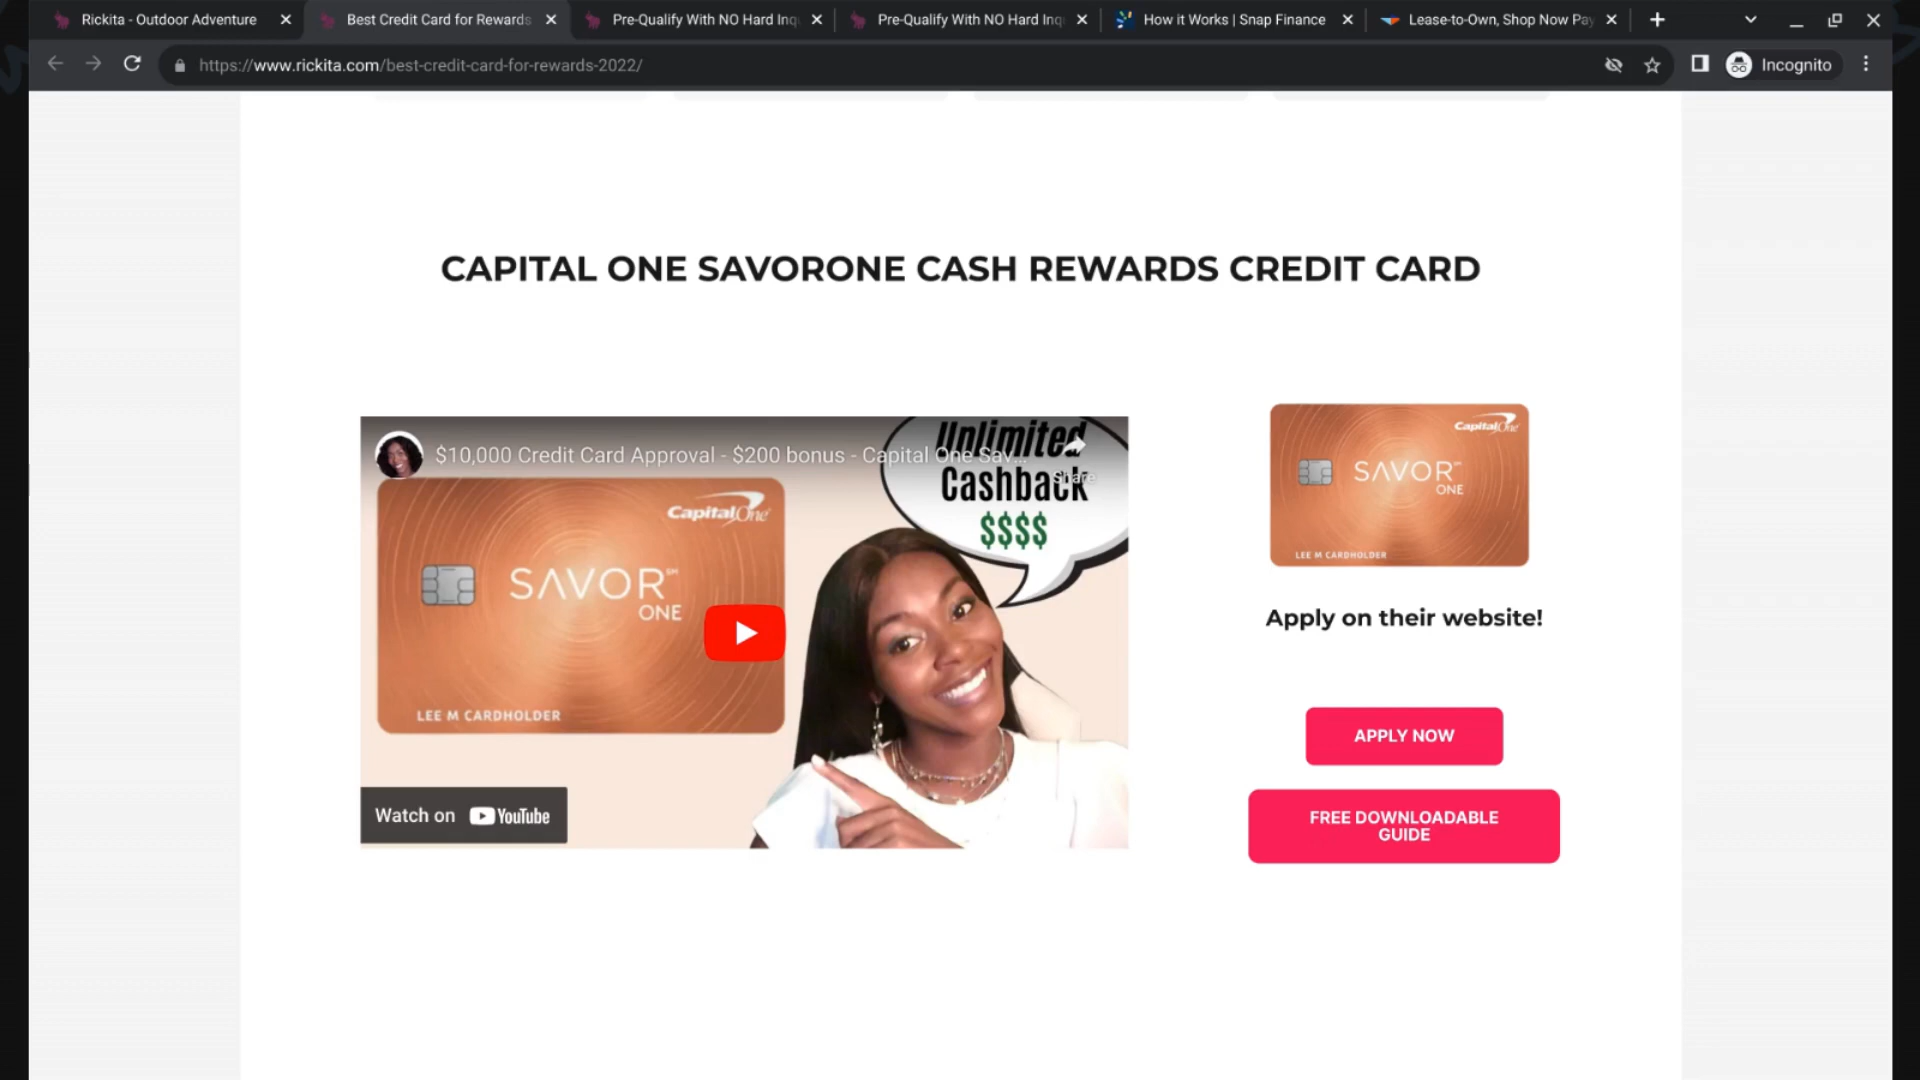 Rickita - Outdoor Adventure
Best Credit Card for Rewards
Pre-Qualify With NO Hard Inq
Pre-Qualify With NO Hard Inq
How it Works | Snap Finance
Lease-to-Own, Shop Now Pay
https://www.rickita.com/best-credit-card-for-rewards-2022/
Incognito
CAPITAL ONE SAVORONE CASH REWARDS CREDIT CARD
$10,000 Credit Card Approval - $200 bonus - Capital One Sav...
Share
Unlimited
Cashback
$$$$
Capital One
SAVOR℠
ONE
LEE M CARDHOLDER
Watch on YouTube
Capital One
SAVOR℠
ONE
LEE M CARDHOLDER
Apply on their website!
APPLY NOW
FREE DOWNLOADABLE
GUIDE